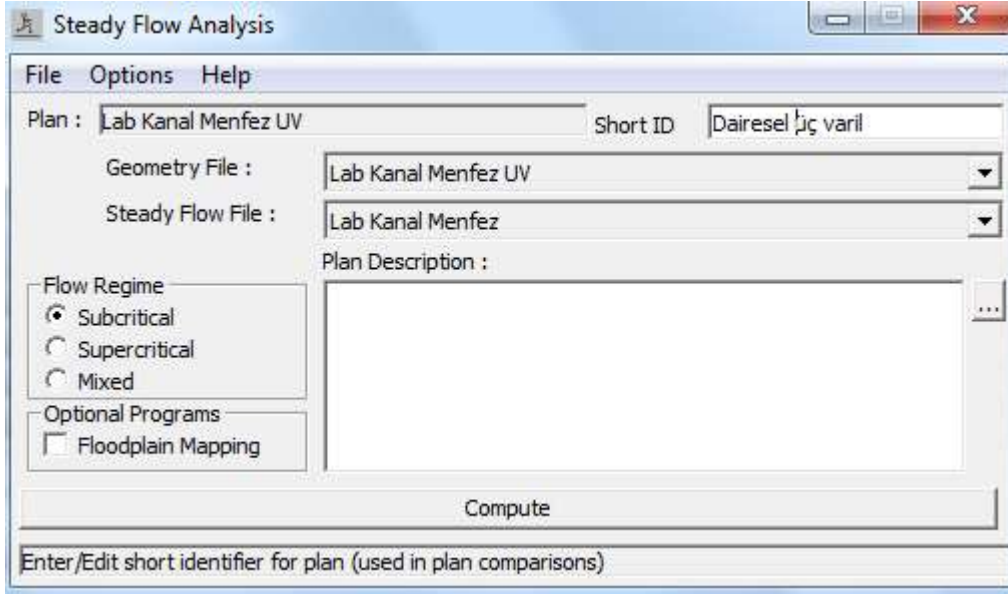 Steady Flow Analysis
File Options Help
Plan : Lab Kanal Menfez UV Short ID Dairesel üç varil
Geometry File : Lab Kanal Menfez UV
Steady Flow File : Lab Kanal Menfez
Plan Description :
Flow Regime
Subcritical
Supercritical
Mixed
Optional Programs
Floodplain Mapping
...
Compute
Enter/Edit short identifier for plan (used in plan comparisons)